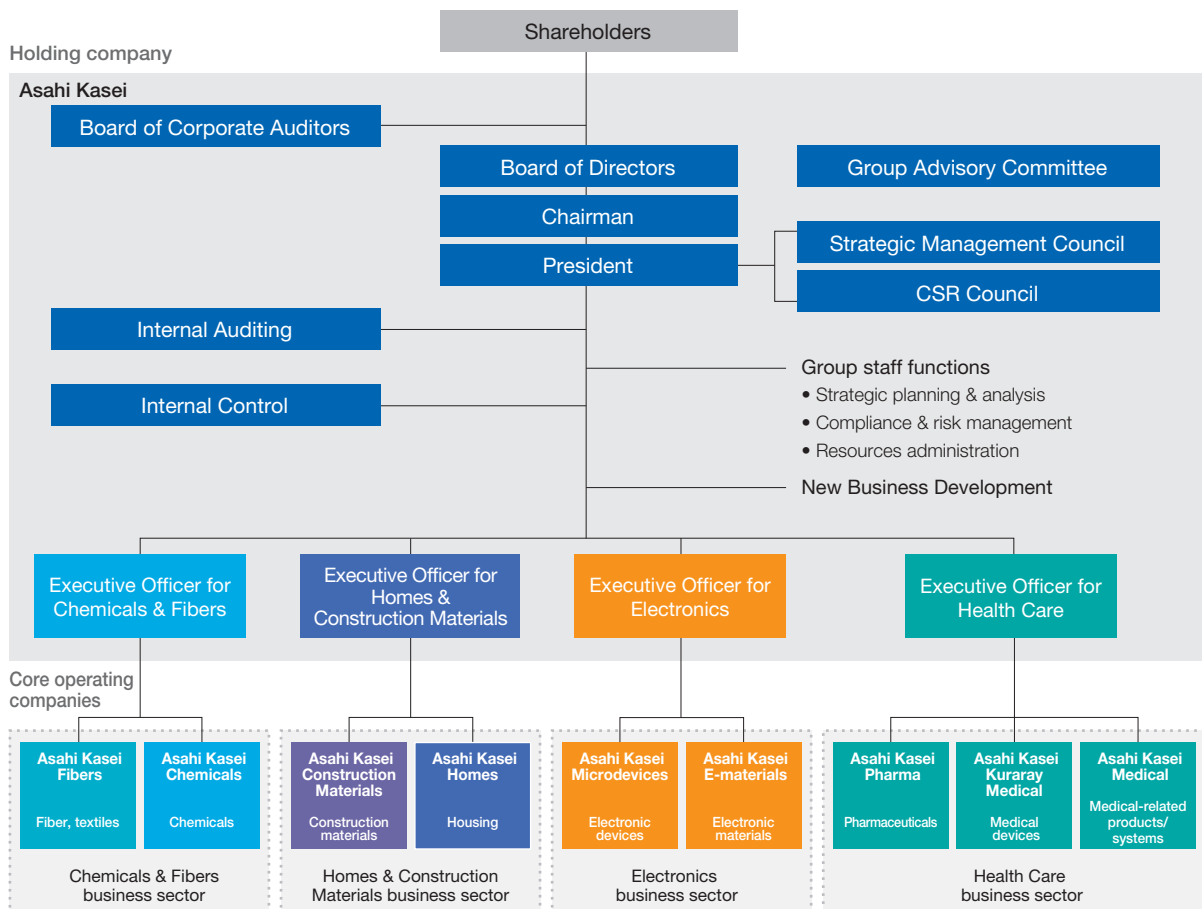 Shareholders
Holding company
Asahi Kasei
Board of Corporate Auditors
Board of Directors
Group Advisory Committee
Chairman
Strategic Management Council
President
CSR Council
Internal Auditing
Group staff functions
• Strategic planning & analysis
Internal Control
• Compliance & risk management
• Resources administration
New Business Development
Executive Officer for
Chemicals & Fibers
Executive Officer for
Homes &
Construction Materials
Executive Officer for
Electronics
Executive Officer for
Health Care
Core operating
companies
Asahi Kasei
Fibers
Fiber, textiles
Asahi Kasei
Chemicals
Chemicals
Chemicals & Fibers
business sector
Asahi Kasei
Construction
Materials
Construction
materials
Asahi Kasei
Homes
Housing
Homes & Construction
Materials business sector
Asahi Kasei
Microdevices
Electronic
devices
Asahi Kasei
E-materials
Electronic
materials
Electronics
business sector
Asahi Kasei
Pharma
Pharmaceuticals
Asahi Kasei
Kuraray
Medical
Medical
devices
Asahi Kasei
Medical
Medical-related
products/
systems
Health Care
business sector